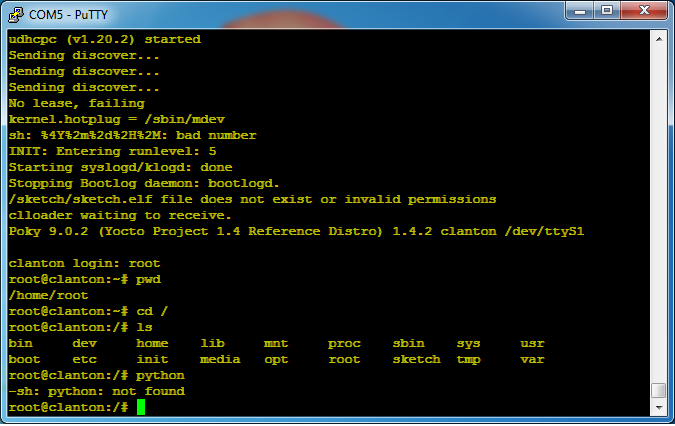 COM5 - PuTTY
udhcpc (v1.20.2) started
Sending discover...
Sending discover...
Sending discover...
No lease, failing
kernel.hotplug = /sbin/mdev
sh: %4Y%2m%2d%2H%2M: bad number
INIT: Entering runlevel: 5
Starting syslogd/klogd: done
Stopping Bootlog daemon: bootlogd.
/sketch/sketch.elf file does not exist or invalid permissions
clloader waiting to receive.
Poky 9.0.2 (Yocto Project 1.4 Reference Distro) 1.4.2 clanton /dev/ttyS1
clanton login: root
root@clanton:~# pwd
/home/root
root@clanton:~# cd /
root@clanton:/# ls
bin dev home lib mnt proc sbin sys usr
boot etc init media opt root sketch tmp var
root@clanton:/# python
-sh: python: not found
root@clanton:/#